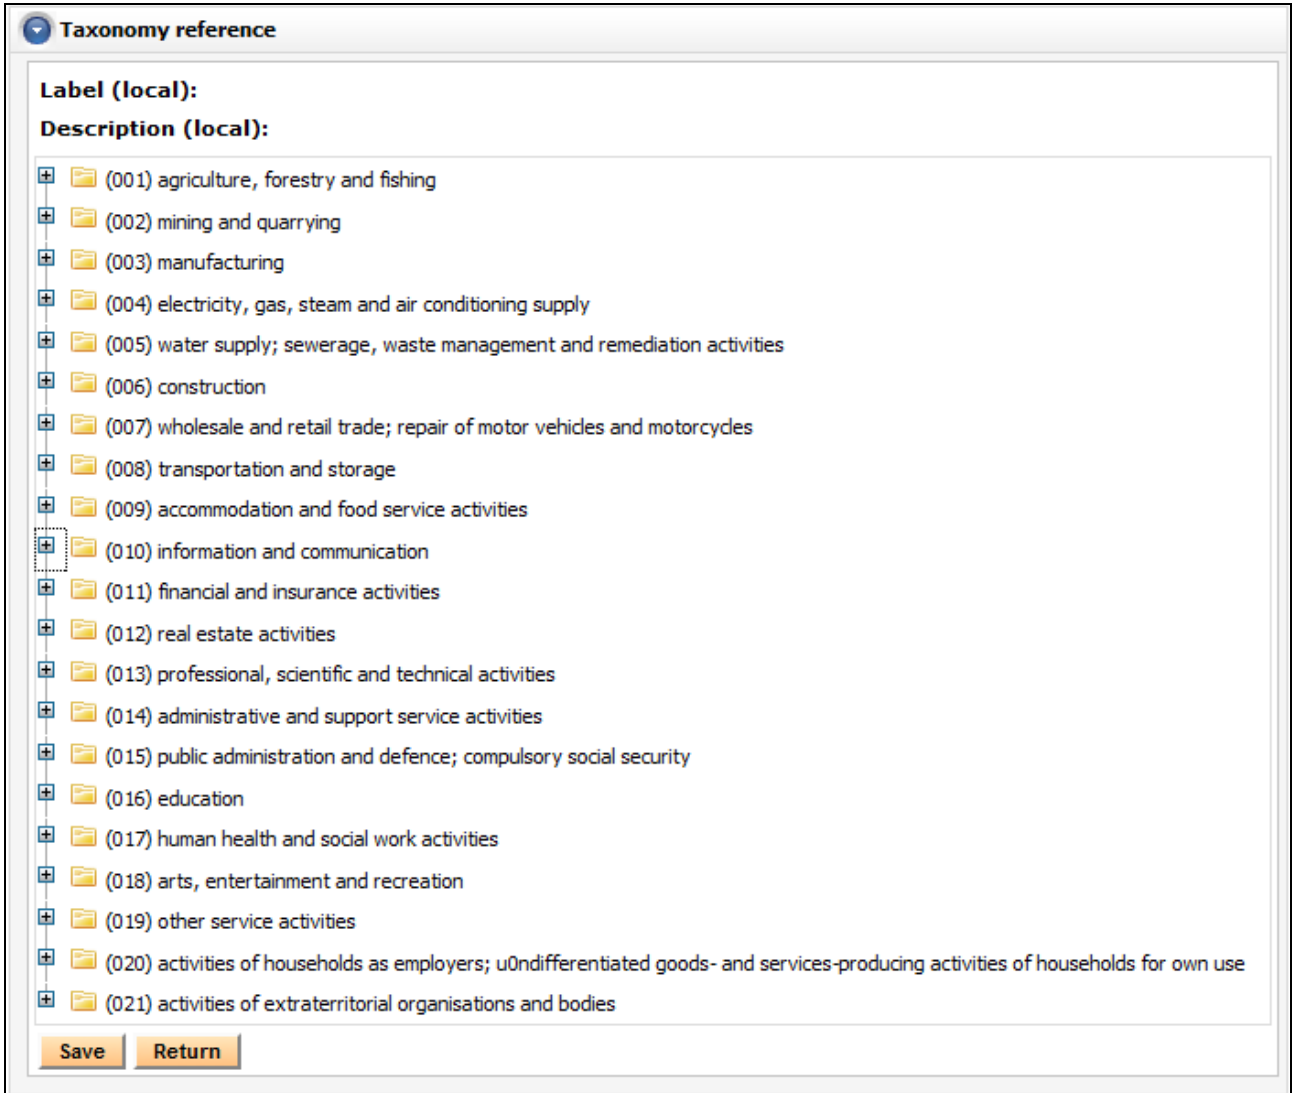 Taxonomy reference
Label (local):
Description (local):
(001) agriculture, forestry and fishing
(002) mining and quarrying
(003) manufacturing
(004) electricity, gas, steam and air conditioning supply
(005) water supply; sewerage, waste management and remediation activities
(006) construction
(007) wholesale and retail trade; repair of motor vehicles and motorcycles
(008) transportation and storage
(009) accommodation and food service activities
(010) information and communication
(011) financial and insurance activities
(012) real estate activities
(013) professional, scientific and technical activities
(014) administrative and support service activities
(015) public administration and defence; compulsory social security
(016) education
(017) human health and social work activities
(018) arts, entertainment and recreation
(019) other service activities
(020) activities of households as employers; u0ndifferentiated goods- and services-producing activities of households for own use
(021) activities of extraterritorial organisations and bodies
Save Return